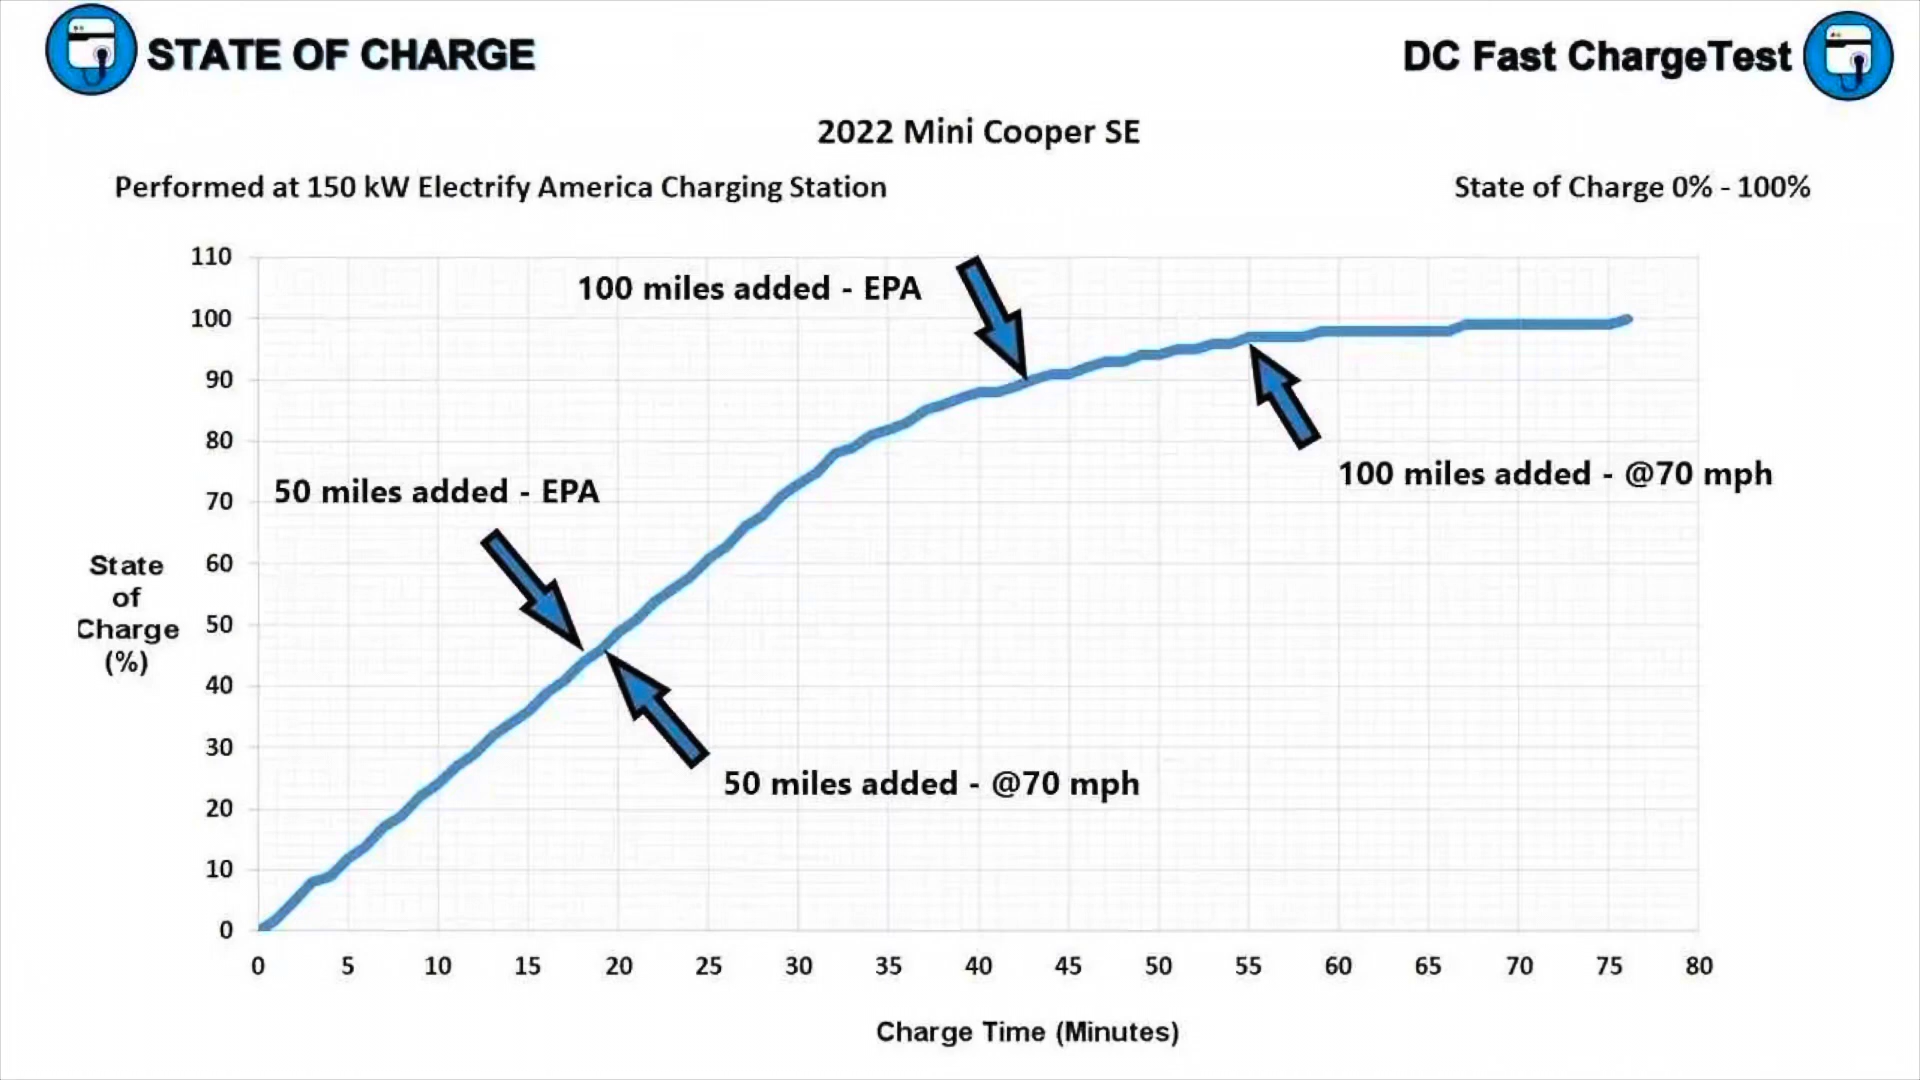 STATE OF CHARGE
DC Fast ChargeTest
2022 Mini Cooper SE
Performed at 150 kW Electrify America Charging Station
State of Charge 0% - 100%
110
100
90
80
70
60
50
40
30
20
10
0
State
of
Charge
(%)
100 miles added - EPA
50 miles added - EPA
100 miles added - @70 mph
50 miles added - @70 mph
0 5 10 15 20 25 30 35 40 45 50 55 60 65 70 75 80
Charge Time (Minutes)